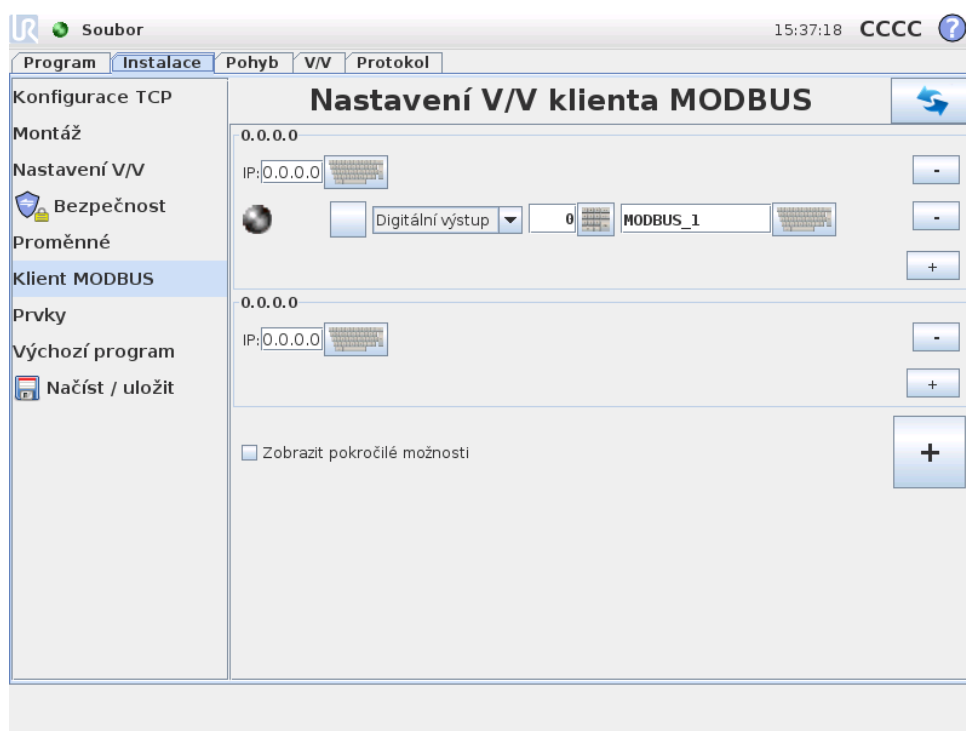 UR Soubor 15:37:18 CCCC ?
Program Instalace Pohyb V/V Protokol
Konfigurace TCP
Montáž
Nastavení V/V
Bezpečnost
Proměnné
Klient MODBUS
Prvky
Výchozí program
Načíst / uložit
Nastavení V/V klienta MODBUS
0.0.0.0
IP: 0.0.0.0 -
Digitální výstup 0 MODBUS_1 -
+
0.0.0.0
IP: 0.0.0.0 -
+
Zobrazit pokročilé možnosti +